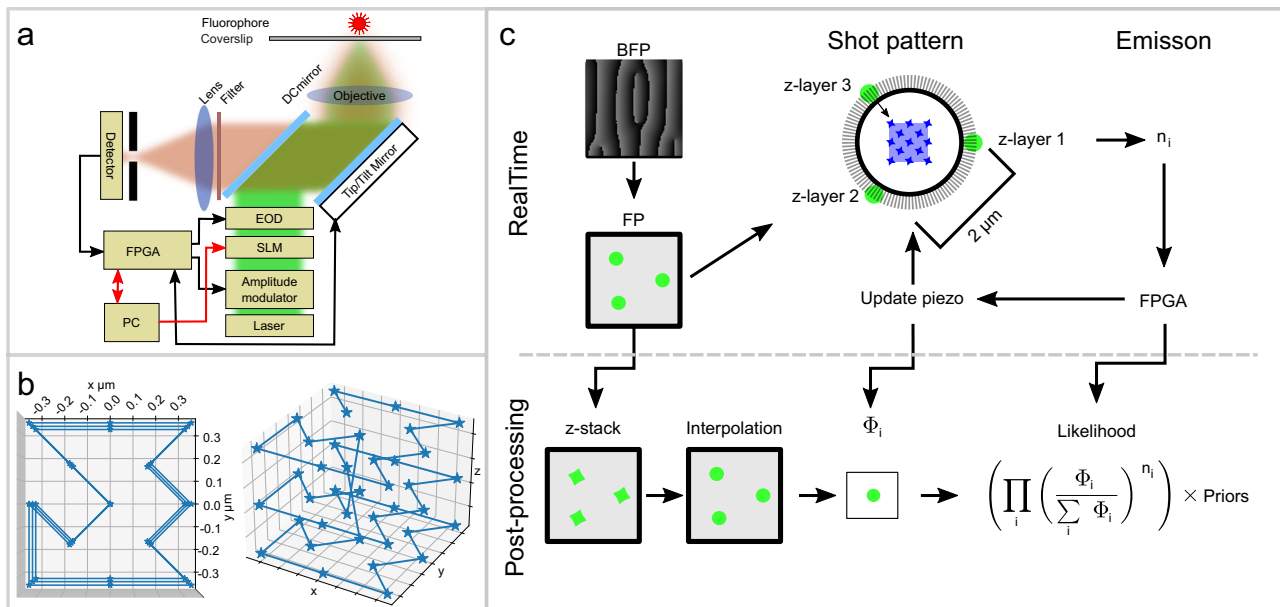 a
Fluorophore
Coverslip
Lens
Filter
DCmirror
Objective
Detector
Tip/Tilt Mirror
EOD
FPGA
SLM
Amplitude
modulator
PC
Laser
b
x μm
-0.3 -0.2 -0.1 0.0 0.1 0.2 0.3
0.3
0.2
0.1
0.0
-0.1
-0.2
-0.3
y μm
x
y
z
c
RealTime
Post-processing
BFP
Shot pattern
Emisson
z-layer 3
z-layer 1
z-layer 2
2 μm
n i
FP
Update piezo
FPGA
z-stack
Interpolation
Φ i
Likelihood
( ∏ i ( Φ i / ∑ i Φ i ) n i ) × Priors